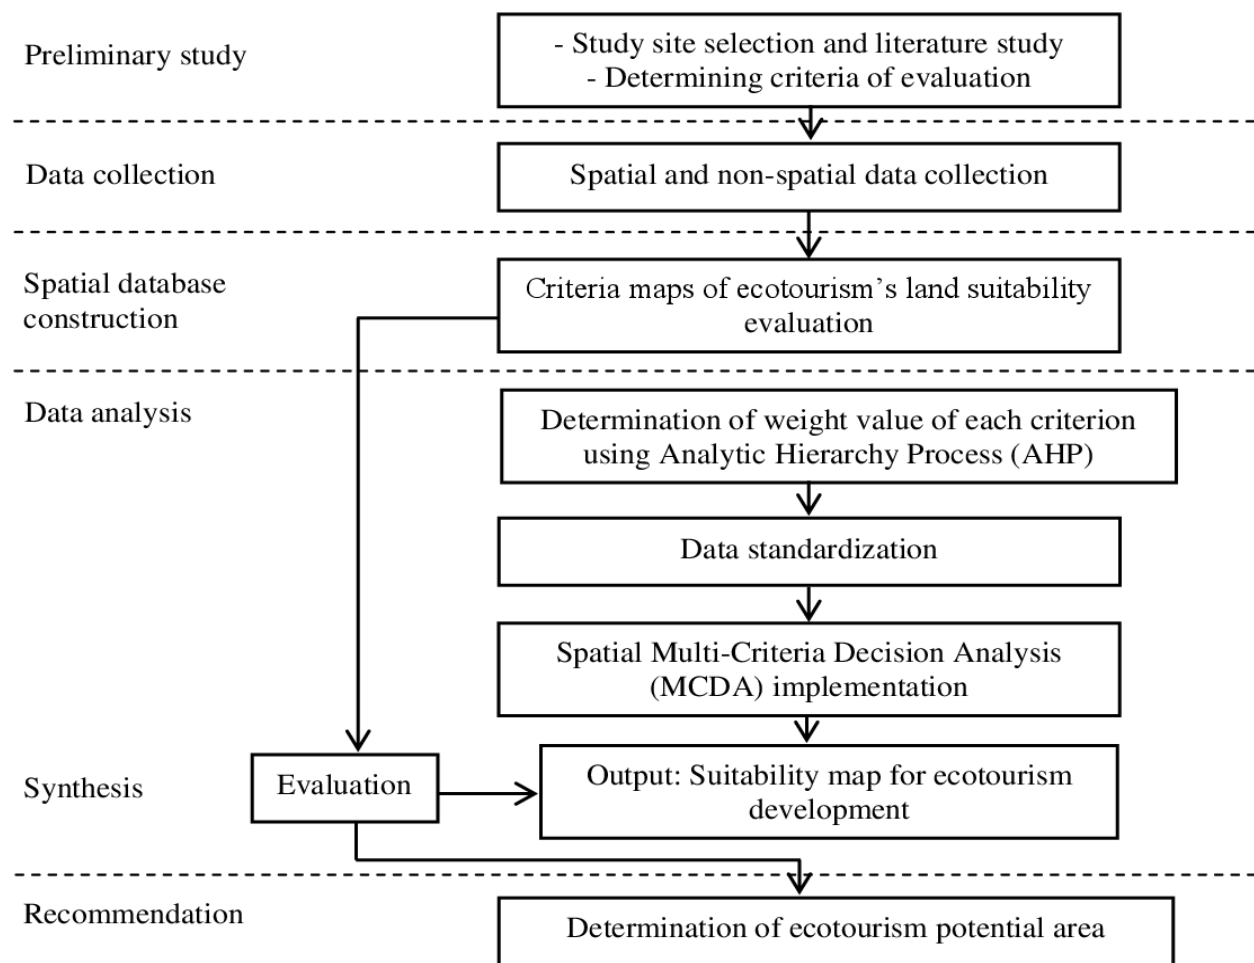 Preliminary study
- Study site selection and literature study
- Determining criteria of evaluation
Data collection
Spatial and non-spatial data collection
Spatial database
construction
Criteria maps of ecotourism's land suitability
evaluation
Data analysis
Determination of weight value of each criterion
using Analytic Hierarchy Process (AHP)
Data standardization
Spatial Multi-Criteria Decision Analysis
(MCDA) implementation
Synthesis
Evaluation
Output: Suitability map for ecotourism
development
Recommendation
Determination of ecotourism potential area